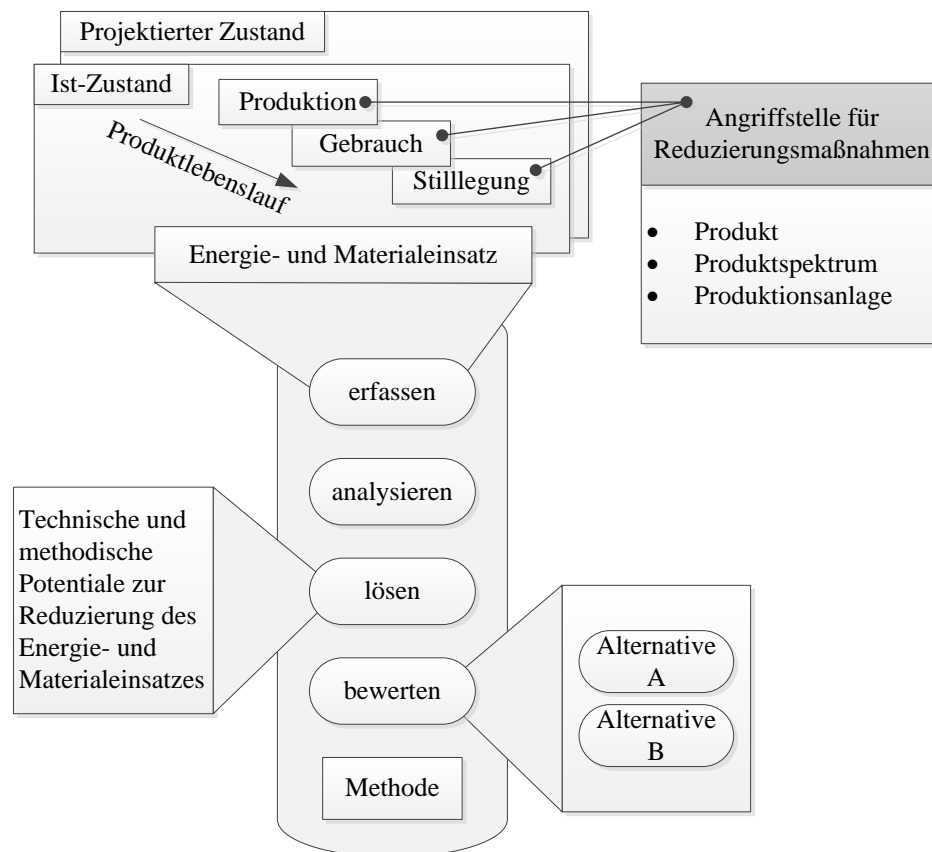 Projektierter Zustand
Ist-Zustand
Produktion
Gebrauch
Stilllegung
Produktlebenslauf
Angriffstelle für
Reduzierungsmaßnahmen
• Produkt
• Produktspektrum
• Produktionsanlage
Energie- und Materialeinsatz
erfassen
analysieren
Technische und
methodische
Potentiale zur
Reduzierung des
Energie- und
Materialeinsatzes
lösen
bewerten
Alternative
A
Alternative
B
Methode